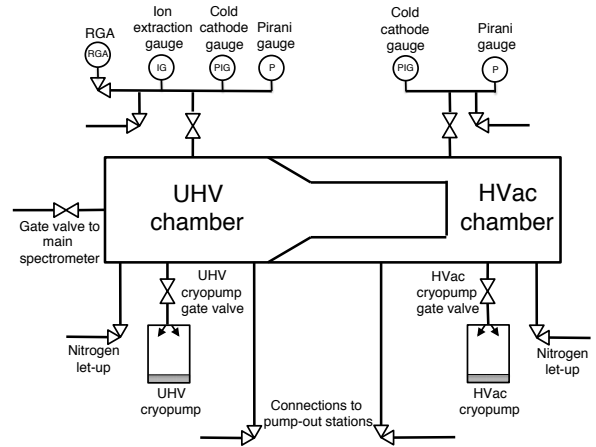 RGA
Ion
extraction
gauge
Cold
cathode
gauge
Pirani
gauge
Cold
cathode
gauge
Pirani
gauge
RGA
IG
PIG
P
PIG
P
UHV
chamber
HVac
chamber
Gate valve to
main
spectrometer
UHV
cryopump
gate valve
HVac
cryopump
gate valve
Nitrogen
let-up
UHV
cryopump
Connections to
pump-out stations
HVac
cryopump
Nitrogen
let-up